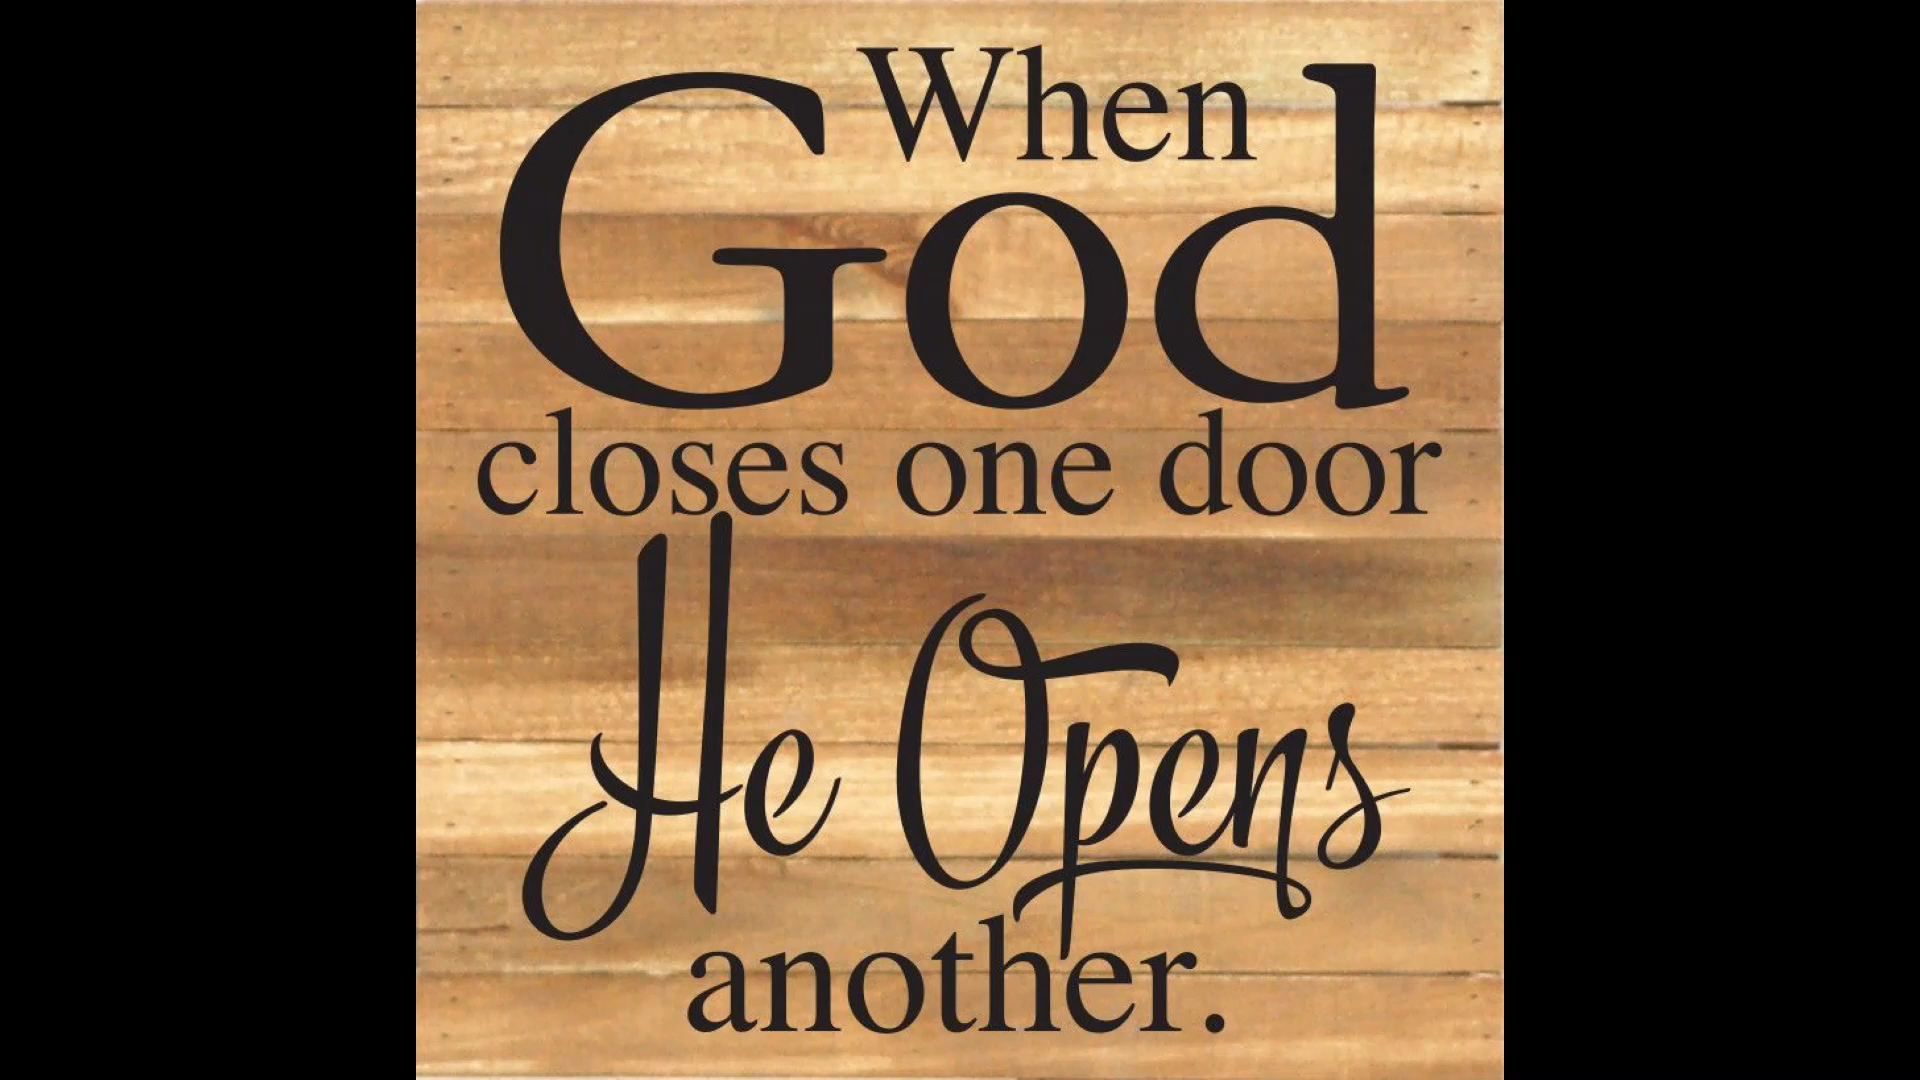 When
God
closes one door
He Opens
another.